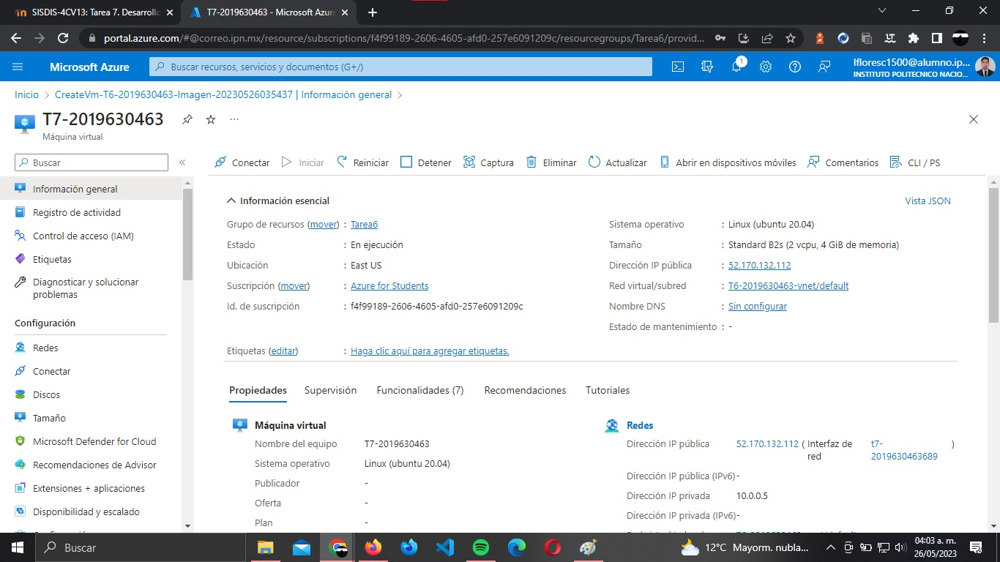 SISDIS-4CV13: Tarea 7. Desarrollo
T7-2019630463 - Microsoft Azure
portal.azure.com/#@correo.ipn.mx/resource/subscriptions/f4f99189-2606-4605-afd0-257e6091209c/resourcegroups/Tarea6/provid...
Microsoft Azure
Buscar recursos, servicios y documentos (G+/)
1
lfloresc1500@alumno.ip...
INSTITUTO POLITECNICO NACIO...
Inicio > CreateVm-T6-2019630463-Imagen-20230526035437 | Información general >
T7-2019630463
Máquina virtual
Buscar
Conectar
Iniciar
Reiniciar
Detener
Captura
Eliminar
Actualizar
Abrir en dispositivos móviles
Comentarios
CLI / PS
Información general
Registro de actividad
Control de acceso (IAM)
Etiquetas
Diagnosticar y solucionar
problemas
Configuración
Redes
Conectar
Discos
Tamaño
Microsoft Defender for Cloud
Recomendaciones de Advisor
Extensiones + aplicaciones
Disponibilidad y escalado
Información esencial
Vista JSON
Grupo de recursos (mover) : Tarea6
Estado : En ejecución
Ubicación : East US
Suscripción (mover) : Azure for Students
Id. de suscripción : f4f99189-2606-4605-afd0-257e6091209c
Sistema operativo : Linux (ubuntu 20.04)
Tamaño : Standard B2s (2 vcpu, 4 GiB de memoria)
Dirección IP pública : 52.170.132.112
Red virtual/subred : T6-2019630463-vnet/default
Nombre DNS : Sin configurar
Estado de mantenimiento : -
Etiquetas (editar) : Haga clic aquí para agregar etiquetas.
Propiedades
Supervisión
Funcionalidades (7)
Recomendaciones
Tutoriales
Máquina virtual
Nombre del equipo T7-2019630463
Sistema operativo Linux (ubuntu 20.04)
Publicador -
Oferta -
Plan -
Redes
Dirección IP pública 52.170.132.112 ( Interfaz de t7- )
red 2019630463689
Dirección IP pública (IPv6) -
Dirección IP privada 10.0.0.5
Dirección IP privada (IPv6) -
Buscar
12°C Mayorm. nubla...
04:03 a. m.
26/05/2023